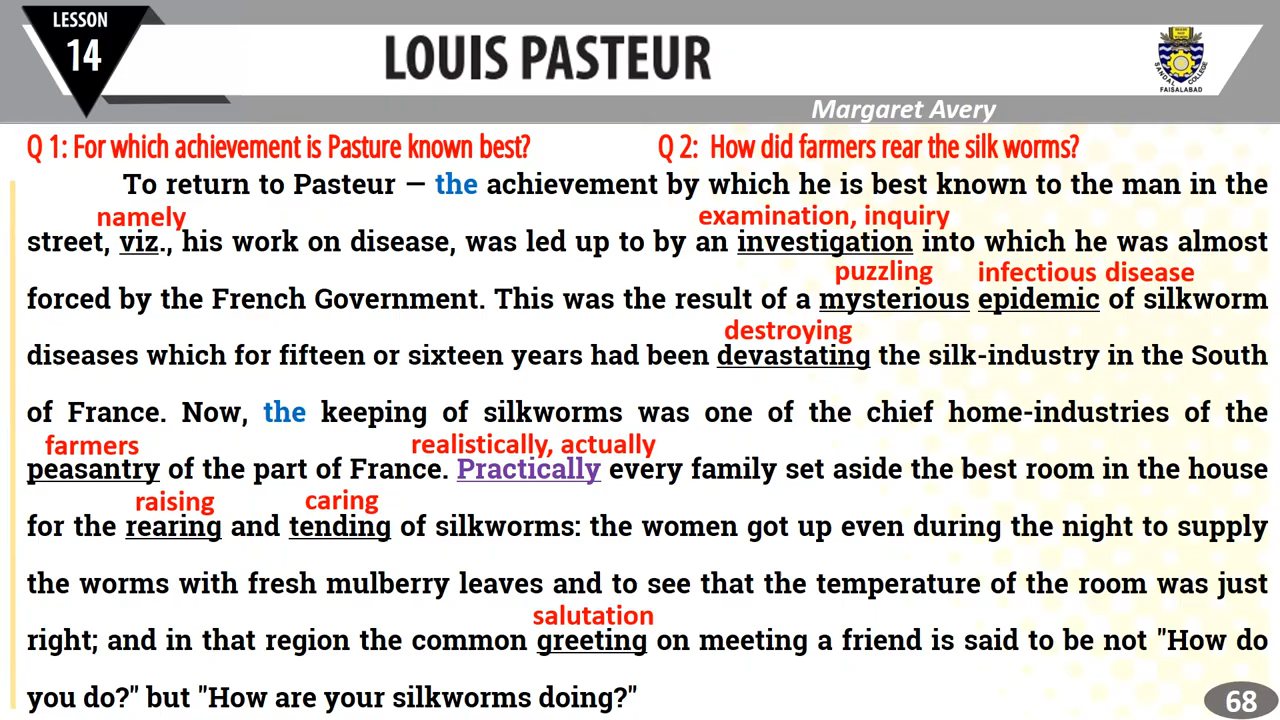 LESSON
14
LOUIS PASTEUR
SANDAL COLLEGE
FAISALABAD
Margaret Avery
Q 1: For which achievement is Pasture known best?
Q 2: How did farmers rear the silk worms?
To return to Pasteur — the achievement by which he is best known to the man in the
namely
examination, inquiry
street, viz., his work on disease, was led up to by an investigation into which he was almost
puzzling
infectious disease
forced by the French Government. This was the result of a mysterious epidemic of silkworm
destroying
diseases which for fifteen or sixteen years had been devastating the silk-industry in the South
of France. Now, the keeping of silkworms was one of the chief home-industries of the
farmers
realistically, actually
peasantry of the part of France. Practically every family set aside the best room in the house
raising
caring
for the rearing and tending of silkworms: the women got up even during the night to supply
the worms with fresh mulberry leaves and to see that the temperature of the room was just
salutation
right; and in that region the common greeting on meeting a friend is said to be not "How do
you do?" but "How are your silkworms doing?"
68